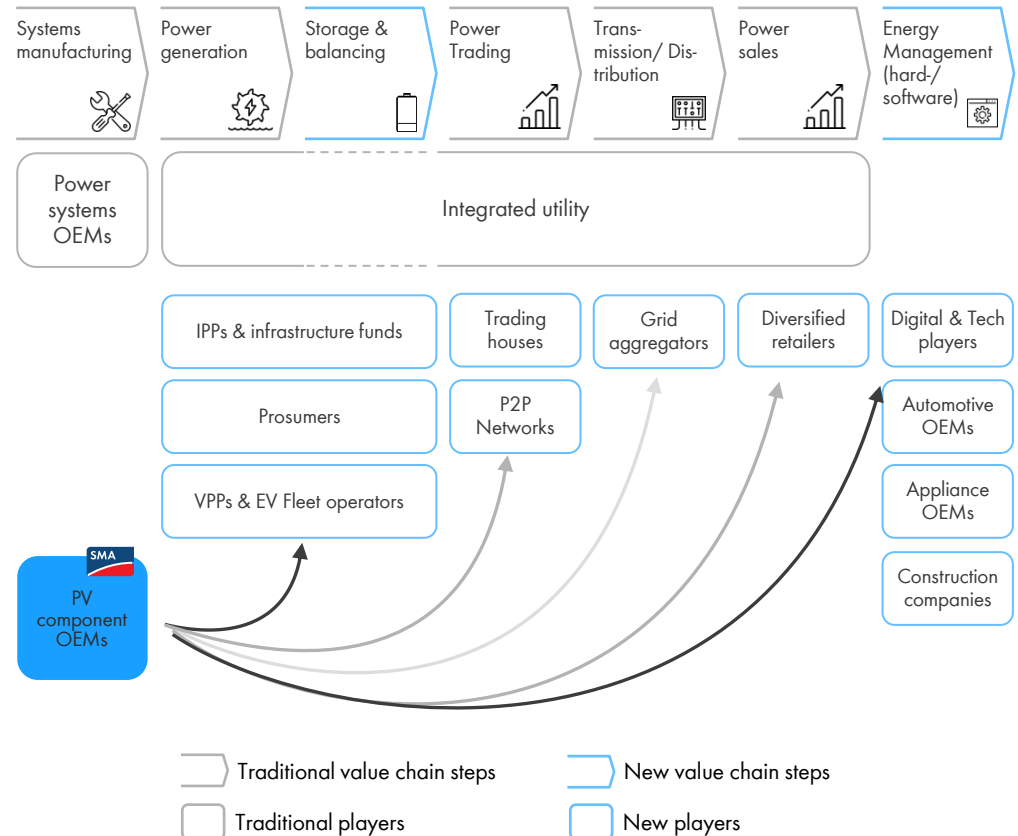 Systems
manufacturing
Power
generation
Storage &
balancing
Power
Trading
Trans-
mission/ Dis-
tribution
Power
sales
Energy
Management
(hard-/
software)
Power
systems
OEMs
Integrated utility
IPPs & infrastructure funds
Trading
houses
Grid
aggregators
Diversified
retailers
Digital & Tech
players
Prosumers
P2P
Networks
Automotive
OEMs
VPPs & EV Fleet operators
Appliance
OEMs
SMA
PV
component
OEMs
Construction
companies
Traditional value chain steps
New value chain steps
Traditional players
New players